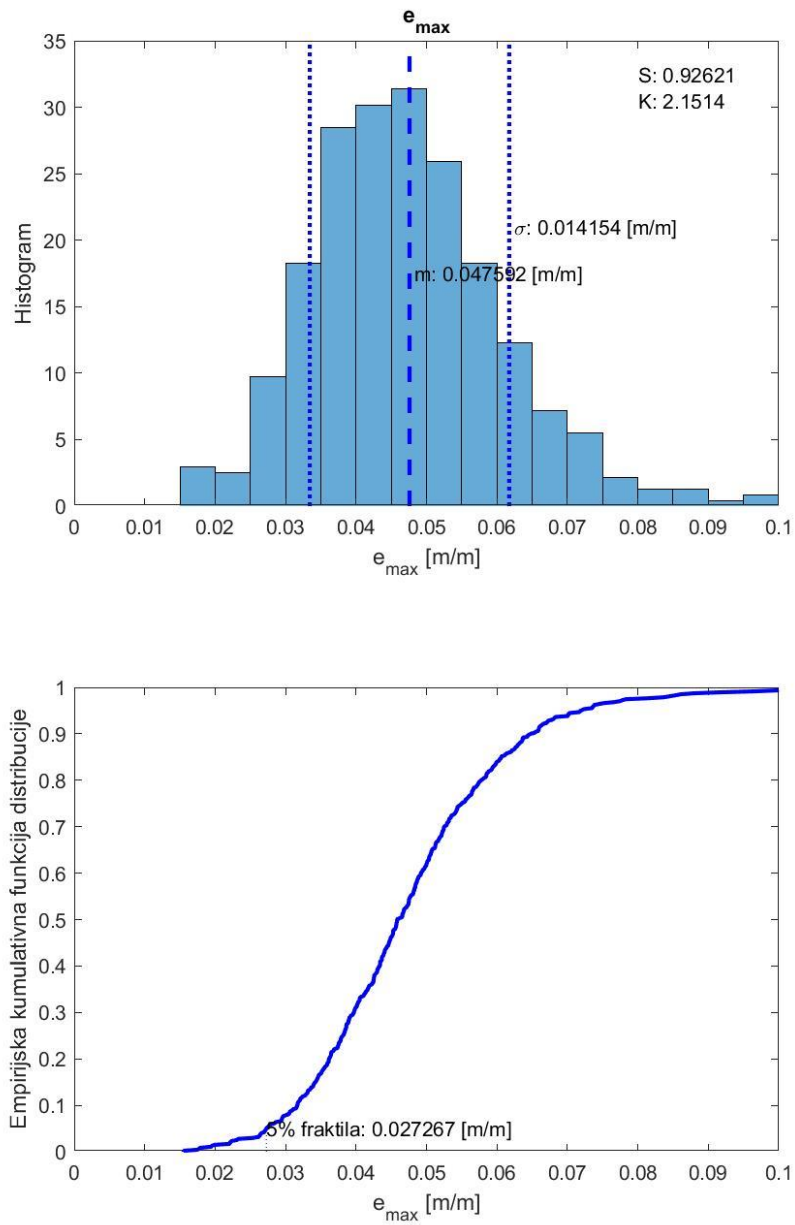 e_max
35
S: 0.92621
K: 2.1514
30
25
σ: 0.014154 [m/m]
20
m: 0.047592 [m/m]
15
10
5
0
Histogram
0 0.01 0.02 0.03 0.04 0.05 0.06 0.07 0.08 0.09 0.1
e_max [m/m]
1
0.9
0.8
0.7
0.6
0.5
0.4
0.3
0.2
0.1
5% fraktila: 0.027267 [m/m]
0
Empirijska kumulativna funkcija distribucije
0 0.01 0.02 0.03 0.04 0.05 0.06 0.07 0.08 0.09 0.1
e_max [m/m]